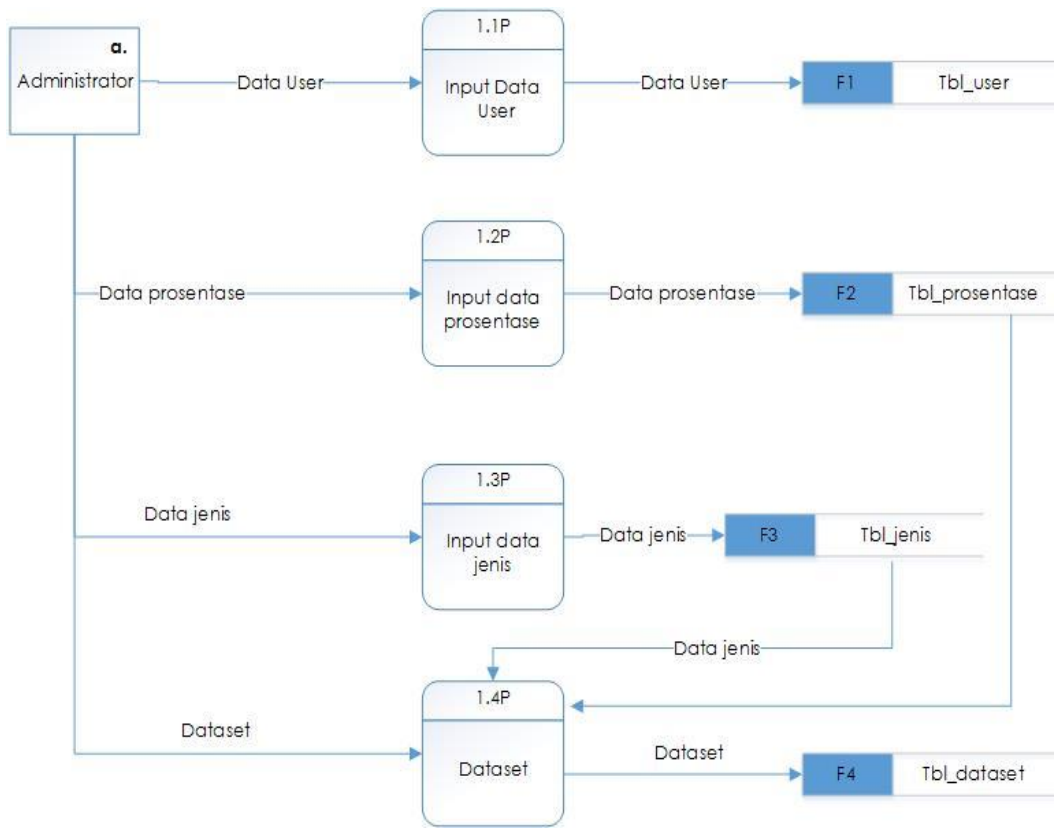 a.
Administrator
Data User
1.1P
Input Data
User
Data User
F1
Tbl_user
Data prosentase
1.2P
Input data
prosentase
Data prosentase
F2
Tbl_prosentase
Data jenis
1.3P
Input data
jenis
Data jenis
F3
Tbl_jenis
Data jenis
Dataset
1.4P
Dataset
Dataset
F4
Tbl_dataset